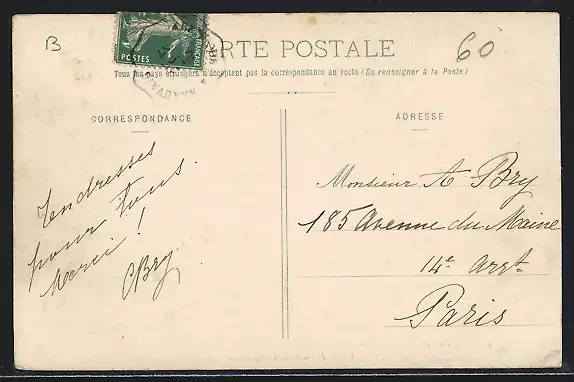 B
60
POSTES
CARTE POSTALE
Tous les pays étrangers n'acceptent pas la correspondance au recto (Se renseigner à la Poste)
CORRESPONDANCE
Tendresses
pour tous.
Merci !
CBry
ADRESSE
Monsieur A Bry
185 Avenue du Maine
14e Arrt
Paris